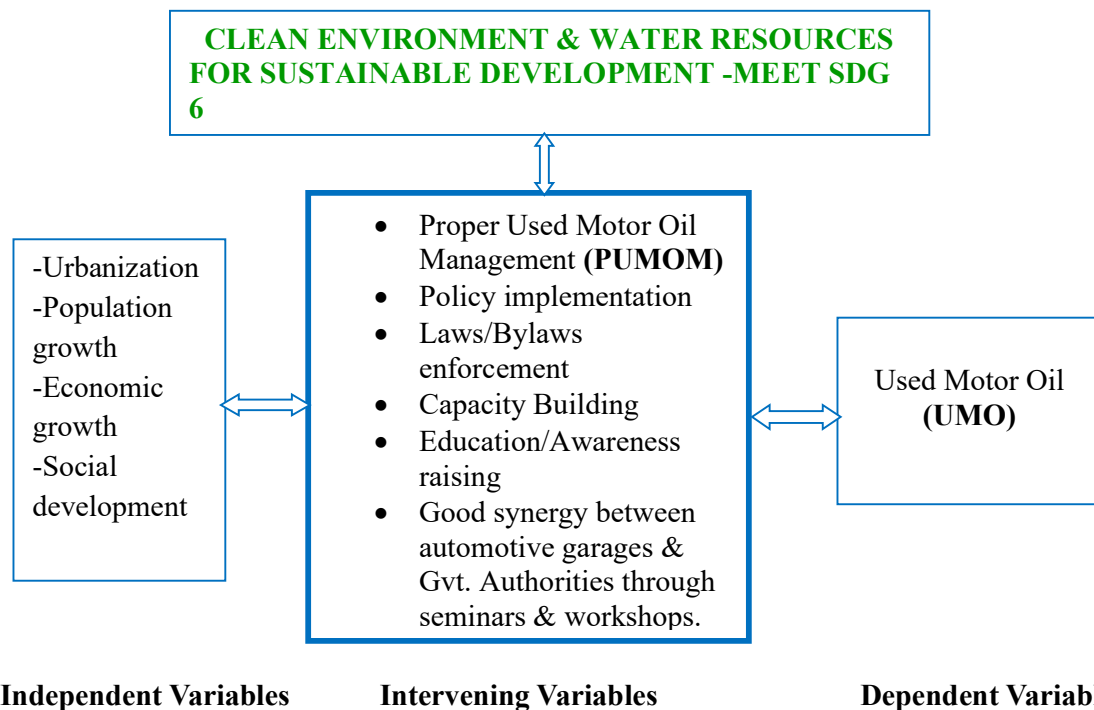 CLEAN ENVIRONMENT & WATER RESOURCES
FOR SUSTAINABLE DEVELOPMENT -MEET SDG
6
-Urbanization
-Population
growth
-Economic
growth
-Social
development
• Proper Used Motor Oil
Management (PUMOM)
• Policy implementation
• Laws/Bylaws
enforcement
• Capacity Building
• Education/Awareness
raising
• Good synergy between
automotive garages &
Gvt. Authorities through
seminars & workshops.
Used Motor Oil
(UMO)
Independent Variables Intervening Variables Dependent Variabl